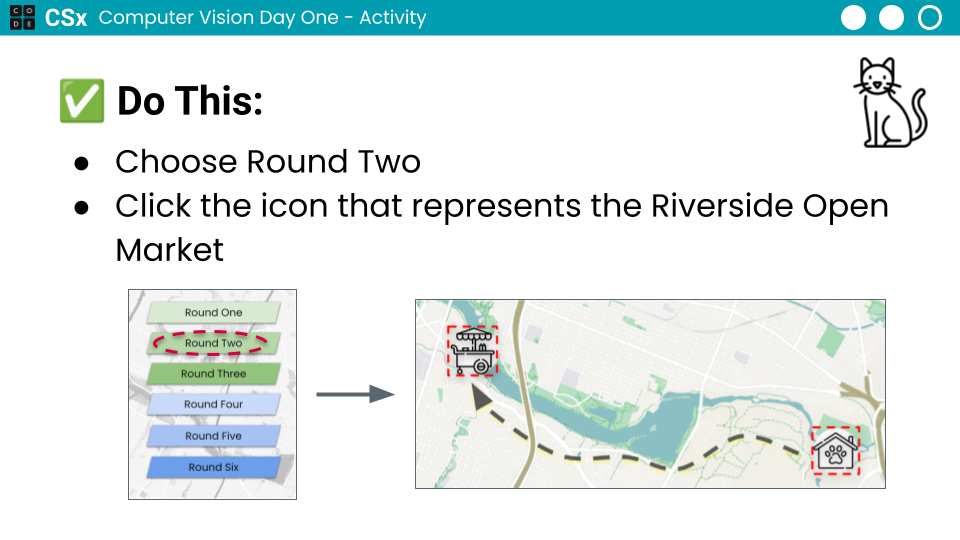 C O
D E
CSx Computer Vision Day One - Activity
✅ Do This:
● Choose Round Two
● Click the icon that represents the Riverside Open
Market
Round One
Round Two
Round Three
Round Four
Round Five
Round Six